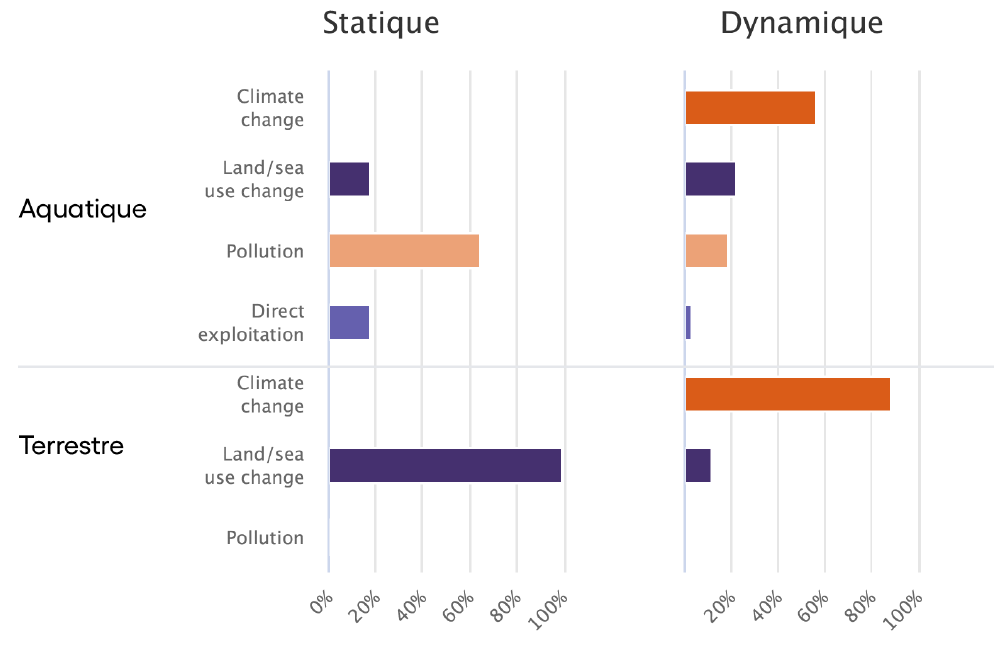 Statique
Dynamique
Aquatique
Climate
change
Land/sea
use change
Pollution
Direct
exploitation
Terrestre
Climate
change
Land/sea
use change
Pollution
0% 20% 40% 60% 80% 100%
20% 40% 60% 80% 100%